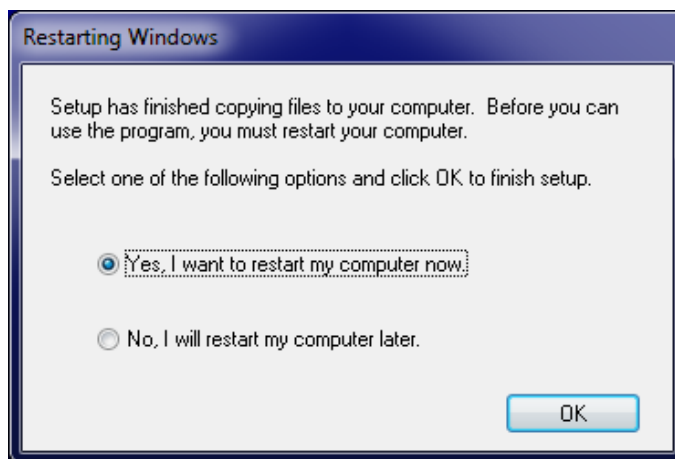 Restarting Windows
Setup has finished copying files to your computer.  Before you can
use the program, you must restart your computer.
Select one of the following options and click OK to finish setup.
Yes, I want to restart my computer now.
No, I will restart my computer later.
OK